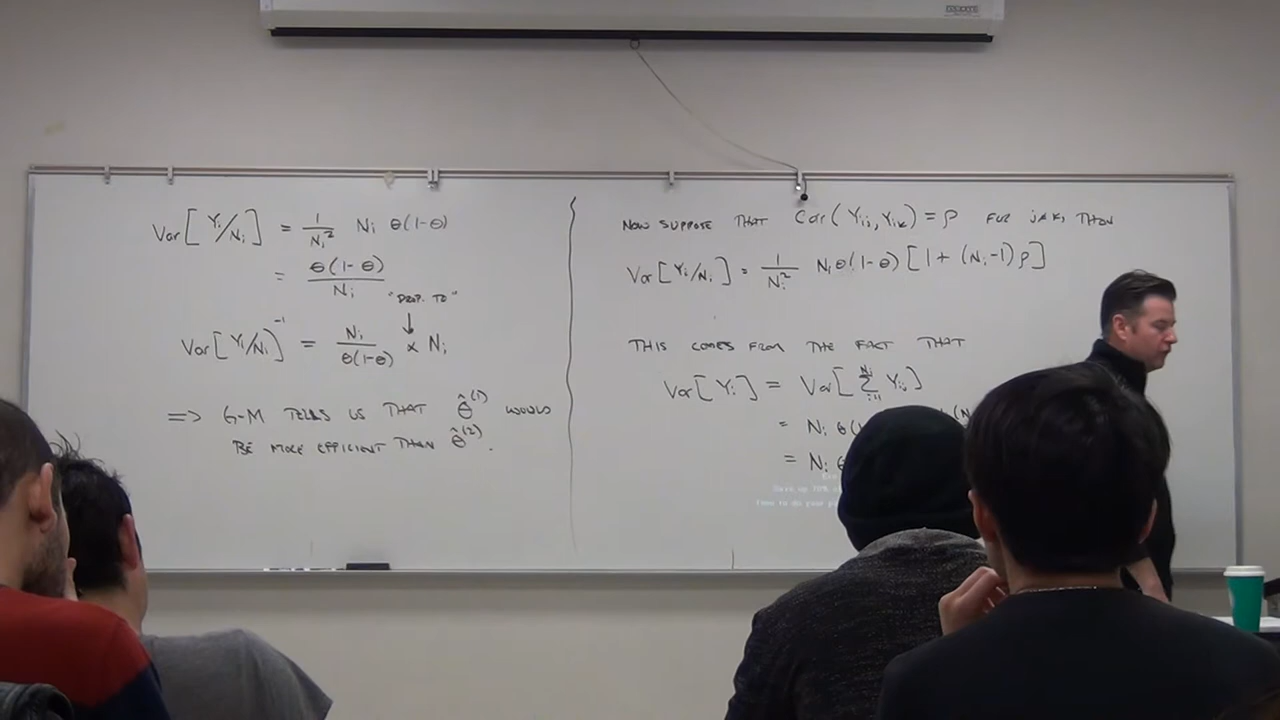 Var[Yi/Ni] = 1/Ni² Ni θ(1-θ)
= θ(1-θ)/Ni
"PROP. TO"
Var[Yi/Ni]⁻¹ = Ni/θ(1-θ) ∝ Ni
=> G-M TELLS US THAT θ̂⁽¹⁾ WOULD
BE MORE EFFICIENT THAN θ̂⁽²⁾.
NOW SUPPOSE THAT Corr(Yij, Yik) = ρ FOR j≠k, THEN
Var[Yi/Ni] = 1/Ni² Niθ(1-θ)[1+(Ni-1)ρ]
THIS COMES FROM THE FACT THAT
Var[Yi] = Var[Σ Yij]
= Ni θ(
= Ni θ